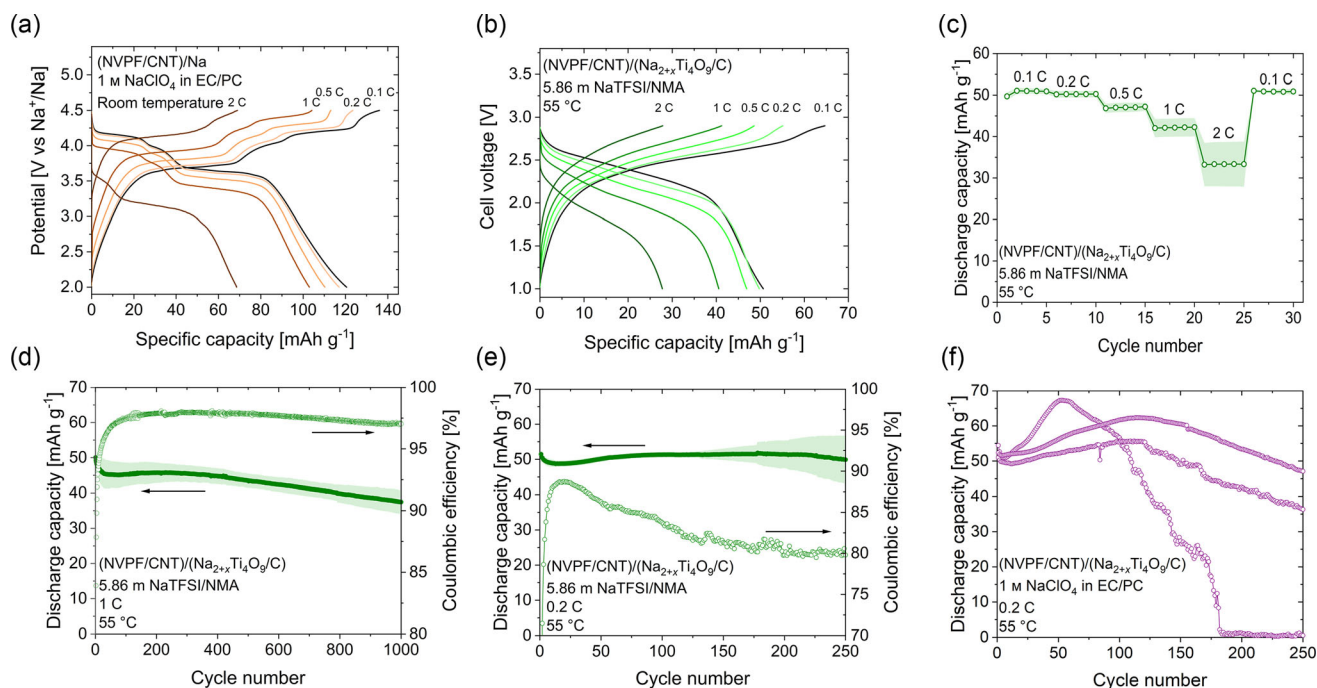 (a)
(NVPF/CNT)/Na
1 M NaClO₄ in EC/PC
Room temperature
2 C
1 C
0.5 C
0.2 C
0.1 C
Potential [V vs Na⁺/Na]
4.5
4.0
3.5
3.0
2.5
2.0
0 20 40 60 80 100 120 140
Specific capacity [mAh g⁻¹]
(b)
(NVPF/CNT)/(Na₂₊ₓTi₄O₉/C)
5.86 m NaTFSI/NMA
55 °C
2 C
1 C
0.5 C
0.2 C
0.1 C
Cell voltage [V]
3.5
3.0
2.5
2.0
1.5
1.0
0 10 20 30 40 50 60 70
Specific capacity [mAh g⁻¹]
(c)
0.1 C
0.2 C
0.5 C
1 C
2 C
0.1 C
Discharge capacity [mAh g⁻¹]
60
50
40
30
20
10
0
(NVPF/CNT)/(Na₂₊ₓTi₄O₉/C)
5.86 m NaTFSI/NMA
55 °C
0 5 10 15 20 25 30
Cycle number
(d)
Discharge capacity [mAh g⁻¹]
70
60
50
40
30
20
10
0
100
95
90
85
80
Coulombic efficiency [%]
(NVPF/CNT)/(Na₂₊ₓTi₄O₉/C)
5.86 m NaTFSI/NMA
1 C
55 °C
0 200 400 600 800 1000
Cycle number
(e)
Discharge capacity [mAh g⁻¹]
70
60
50
40
30
20
10
0
100
95
90
85
80
75
70
Coulombic efficiency [%]
(NVPF/CNT)/(Na₂₊ₓTi₄O₉/C)
5.86 m NaTFSI/NMA
0.2 C
55 °C
0 50 100 150 200 250
Cycle number
(f)
Discharge capacity [mAh g⁻¹]
70
60
50
40
30
20
10
0
(NVPF/CNT)/(Na₂₊ₓTi₄O₉/C)
1 M NaClO₄ in EC/PC
0.2 C
55 °C
0 50 100 150 200 250
Cycle number